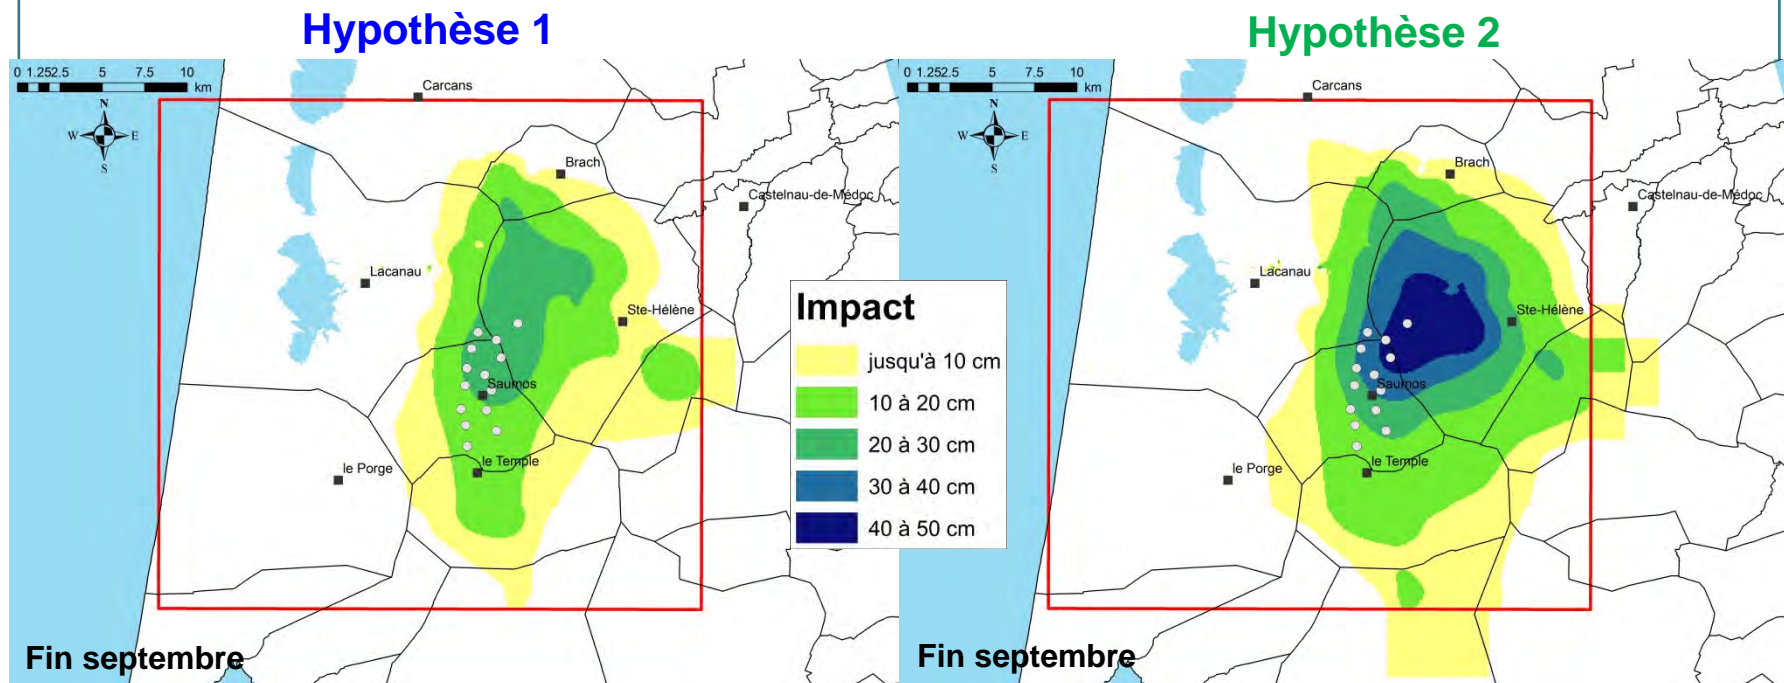 Hypothèse 1
Hypothèse 2
0 1.252.5 5 7.5 10
km
N
W E
S
Carcans
Brach
Castelnau-de-Médoc
Lacanau
Ste-Hélène
Saumos
le Porge
le Temple
Fin septembre
Impact
jusqu'à 10 cm
10 à 20 cm
20 à 30 cm
30 à 40 cm
40 à 50 cm
0 1.252.5 5 7.5 10
km
N
W E
S
Carcans
Brach
Castelnau-de-Médoc
Lacanau
Ste-Hélène
Saumos
le Porge
le Temple
Fin septembre